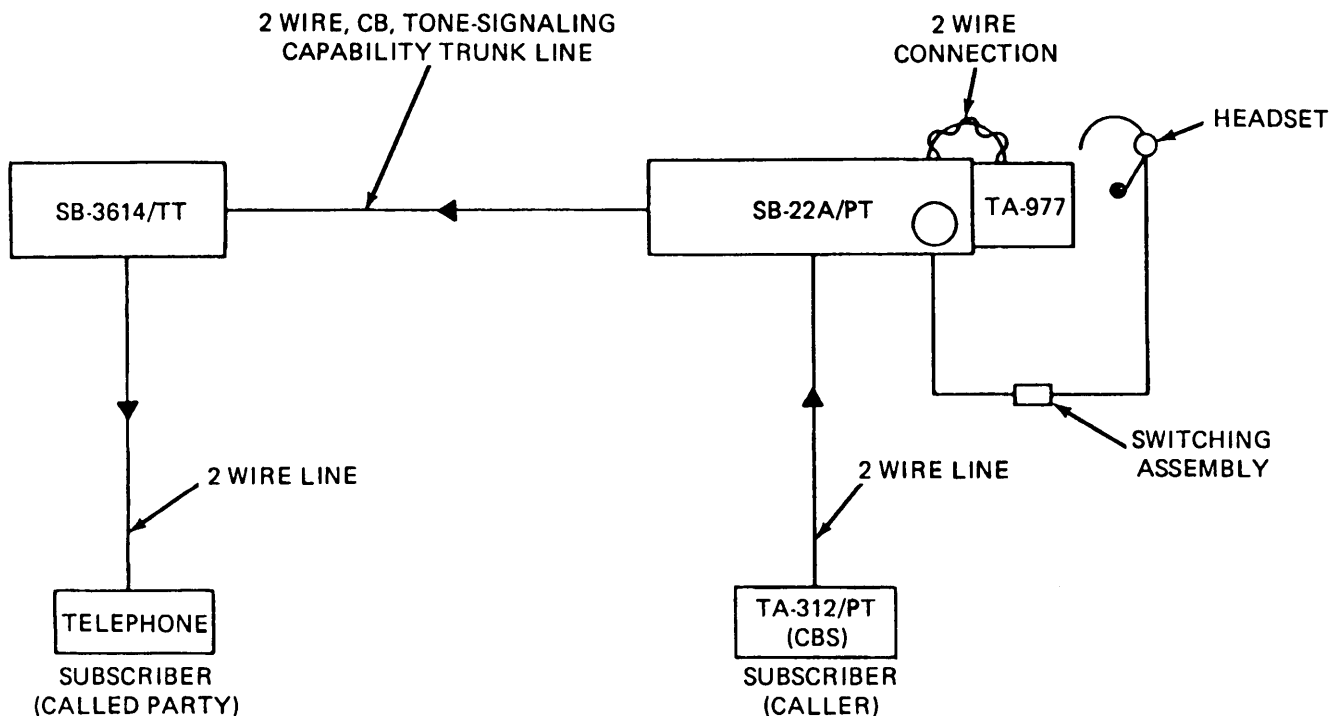 2 WIRE, CB, TONE-SIGNALING
CAPABILITY TRUNK LINE
2 WIRE
CONNECTION
HEADSET
SB-3614/TT
SB-22A/PT
TA-977
SWITCHING
ASSEMBLY
2 WIRE LINE
2 WIRE LINE
TELEPHONE
SUBSCRIBER
(CALLED PARTY)
TA-312/PT
(CBS)
SUBSCRIBER
(CALLER)